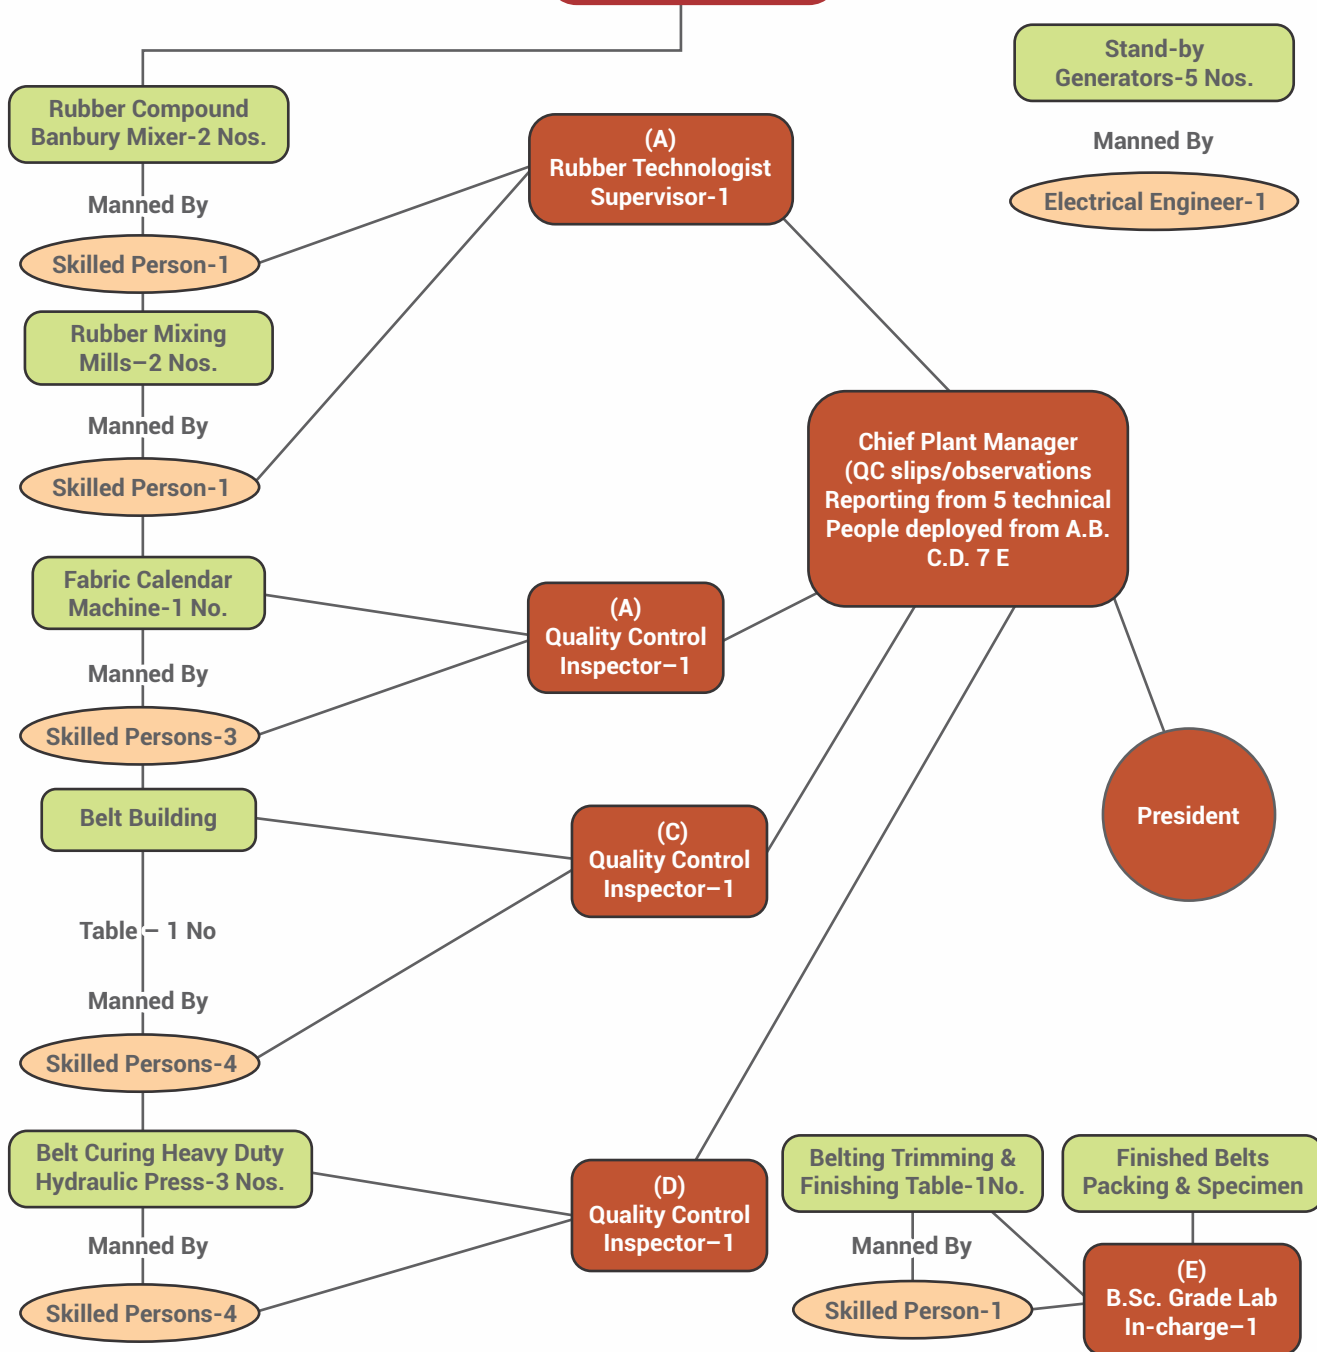 Stand-by
Generators-5 Nos.
Manned By
Electrical Engineer-1
Rubber Compound
Banbury Mixer-2 Nos.
Manned By
Skilled Person-1
Rubber Mixing
Mills–2 Nos.
Manned By
Skilled Person-1
(A)
Rubber Technologist
Supervisor-1
Chief Plant Manager
(QC slips/observations
Reporting from 5 technical
People deployed from A.B.
C.D. 7 E
Fabric Calendar
Machine-1 No.
Manned By
Skilled Persons-3
(A)
Quality Control
Inspector–1
President
Belt Building
Table – 1 No
Manned By
Skilled Persons-4
(C)
Quality Control
Inspector–1
Belt Curing Heavy Duty
Hydraulic Press-3 Nos.
Manned By
Skilled Persons-4
(D)
Quality Control
Inspector–1
Belting Trimming &
Finishing Table-1No.
Manned By
Skilled Person-1
Finished Belts
Packing & Specimen
(E)
B.Sc. Grade Lab
In-charge–1